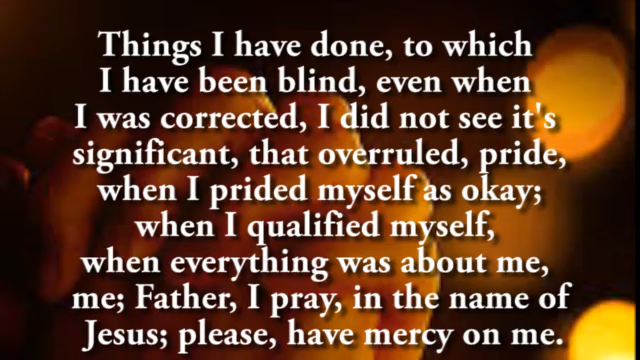 Things I have done, to which
I have been blind, even when
I was corrected, I did not see it's
significant, that overruled, pride,
when I prided myself as okay;
when I qualified myself,
when everything was about me,
me; Father, I pray, in the name of
Jesus; please, have mercy on me.